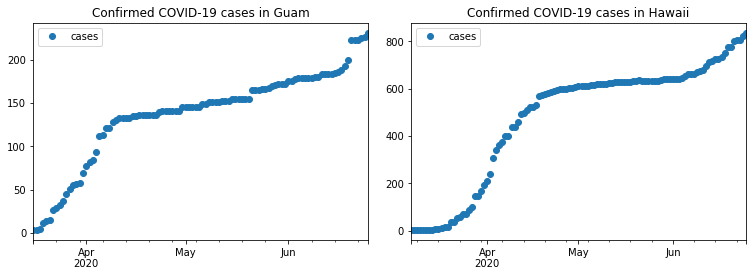 Confirmed COVID-19 cases in Guam
cases
200
150
100
50
0
Apr
2020
May
Jun
Confirmed COVID-19 cases in Hawaii
cases
800
600
400
200
0
Apr
2020
May
Jun